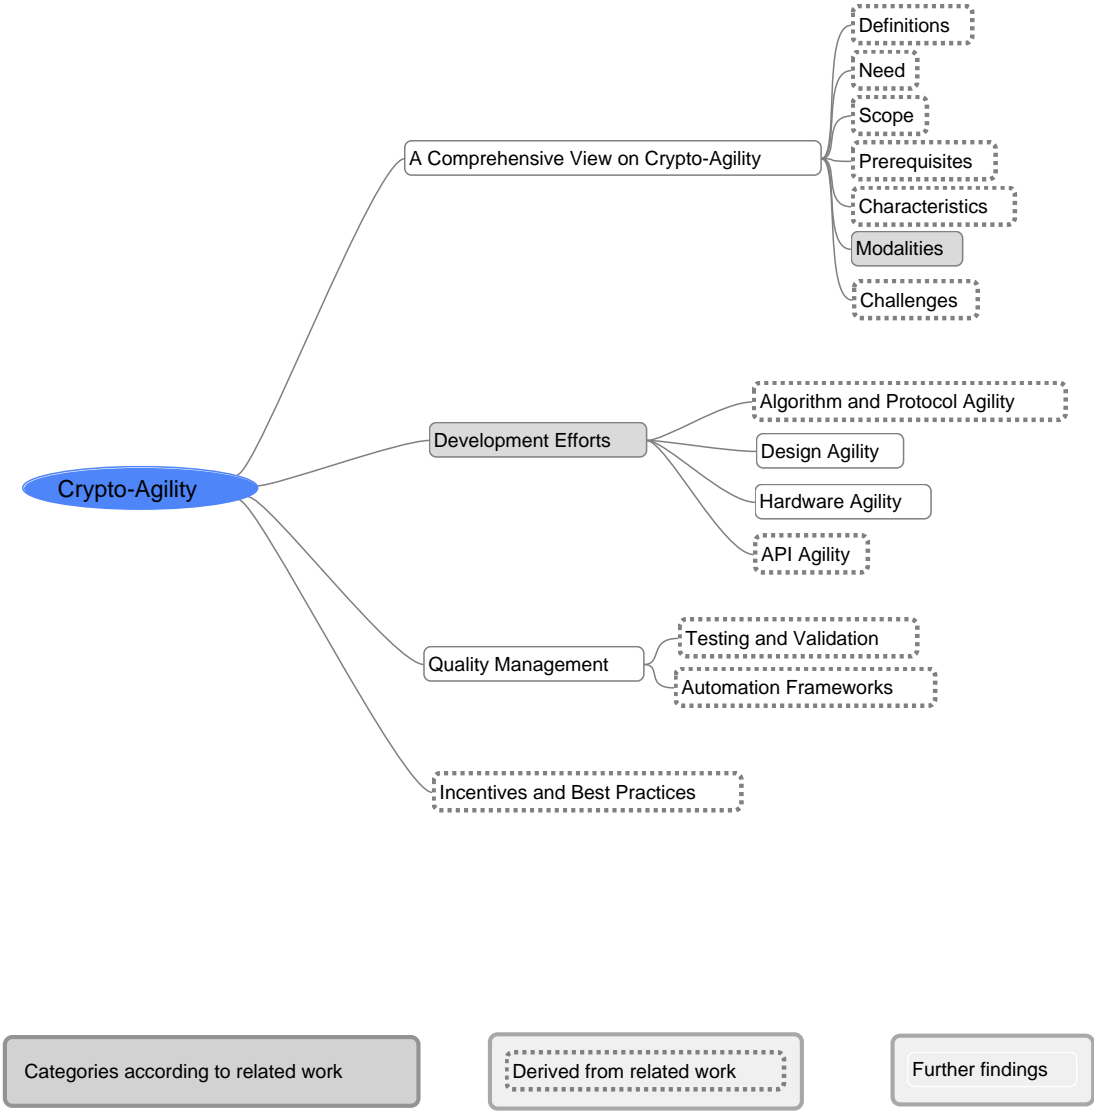 Definitions
Need
Scope
A Comprehensive View on Crypto-Agility
Prerequisites
Characteristics
Modalities
Challenges
Algorithm and Protocol Agility
Development Efforts
Design Agility
Crypto-Agility
Hardware Agility
API Agility
Testing and Validation
Quality Management
Automation Frameworks
Incentives and Best Practices
Categories according to related work
Derived from related work
Further findings